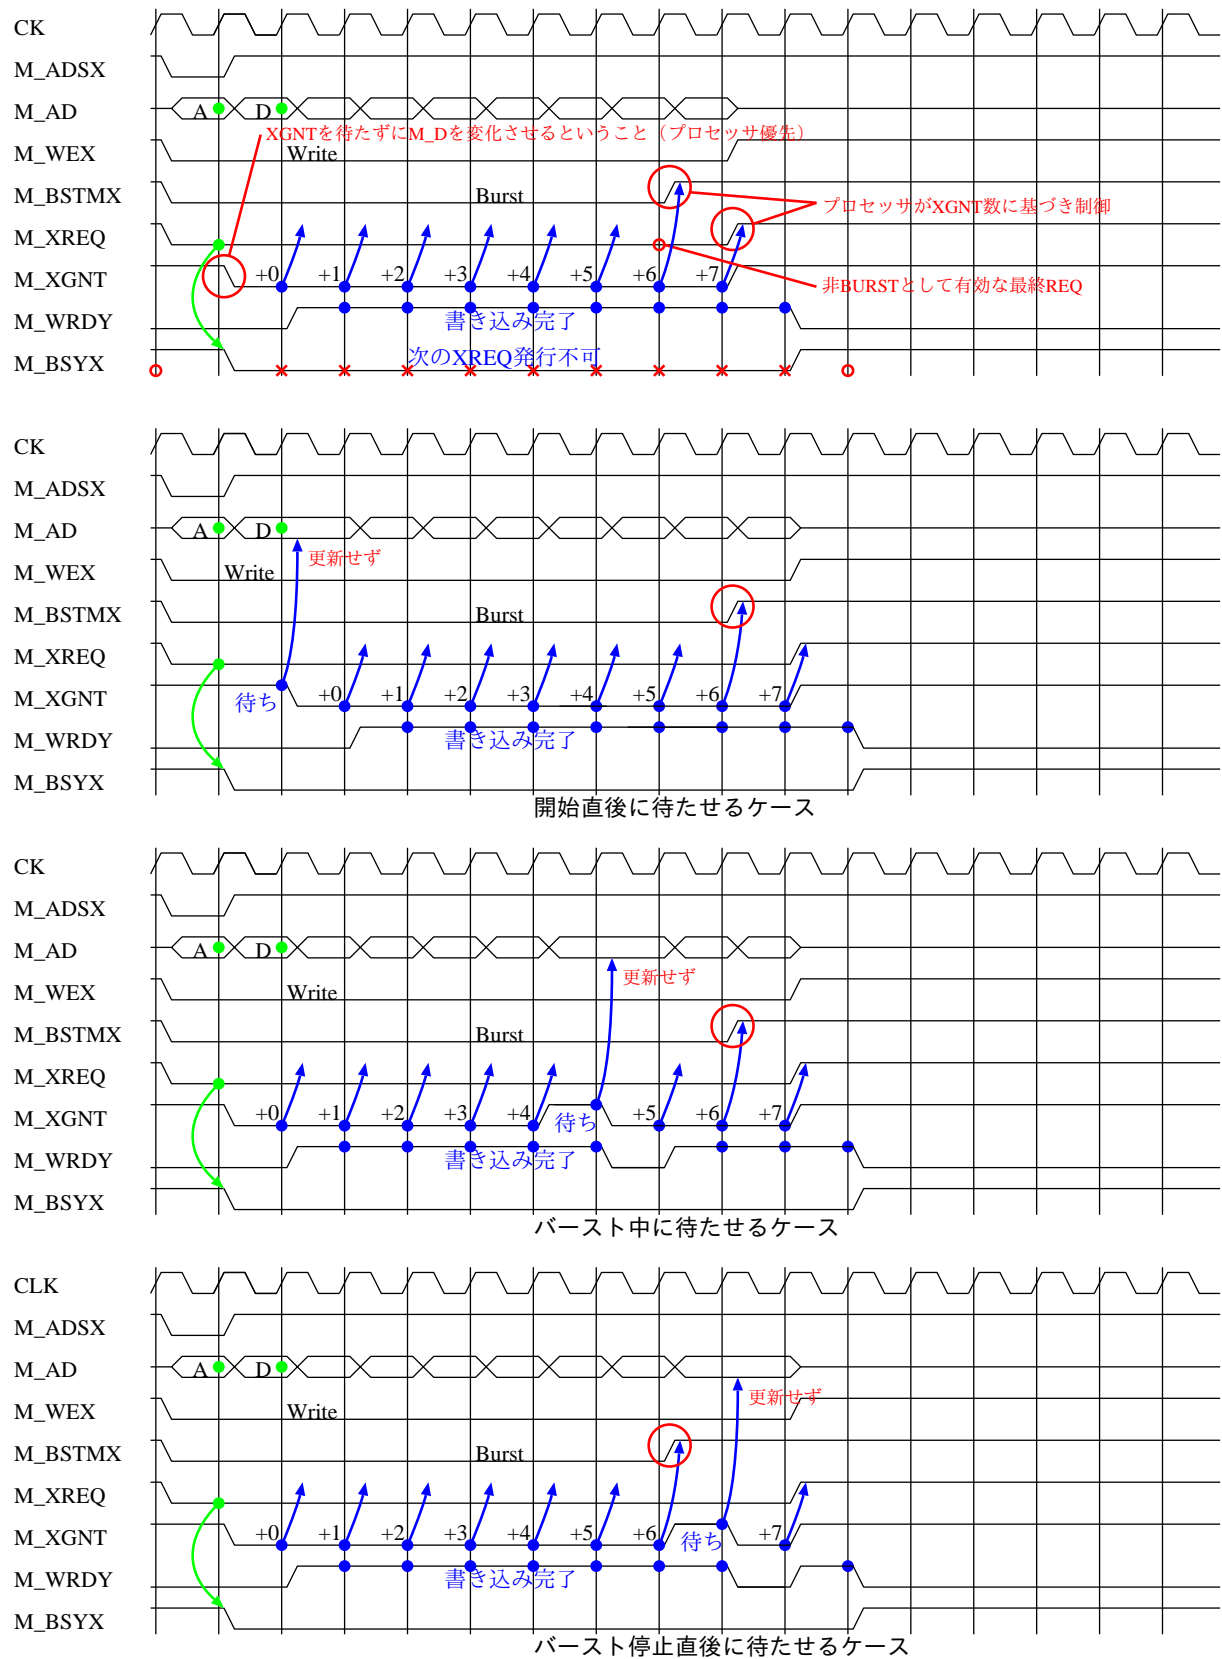 CK
M_ADSX
M_AD A D
XGNTを待たずにM_Dを変化させるということ（プロセッサ優先）
M_WEX Write
M_BSTMX Burst
プロセッサがXGNT数に基づき制御
M_XREQ
M_XGNT +0 +1 +2 +3 +4 +5 +6 +7
非BURSTとして有効な最終REQ
M_WRDY 書き込み完了
M_BSYX 次のXREQ発行不可
CK
M_ADSX
M_AD A D
更新せず
M_WEX Write
M_BSTMX Burst
M_XREQ
M_XGNT 待ち +0 +1 +2 +3 +4 +5 +6 +7
M_WRDY 書き込み完了
M_BSYX
開始直後に待たせるケース
CK
M_ADSX
M_AD A D
更新せず
M_WEX Write
M_BSTMX Burst
M_XREQ
M_XGNT +0 +1 +2 +3 +4 待ち +5 +6 +7
M_WRDY 書き込み完了
M_BSYX
バースト中に待たせるケース
CLK
M_ADSX
M_AD A D
更新せず
M_WEX Write
M_BSTMX Burst
M_XREQ
M_XGNT +0 +1 +2 +3 +4 +5 +6 待ち +7
M_WRDY 書き込み完了
M_BSYX
バースト停止直後に待たせるケース